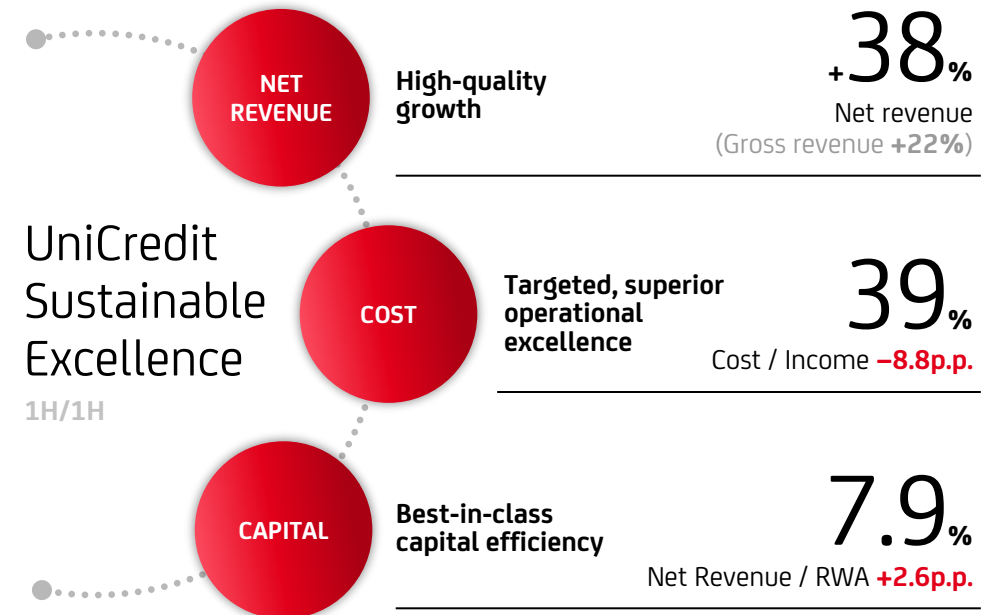 NET
REVENUE
High-quality
growth
+38%
Net revenue
(Gross revenue +22%)
UniCredit
Sustainable
Excellence
1H/1H
COST
Targeted, superior
operational
excellence
39%
Cost / Income –8.8p.p.
CAPITAL
Best-in-class
capital efficiency
7.9%
Net Revenue / RWA +2.6p.p.